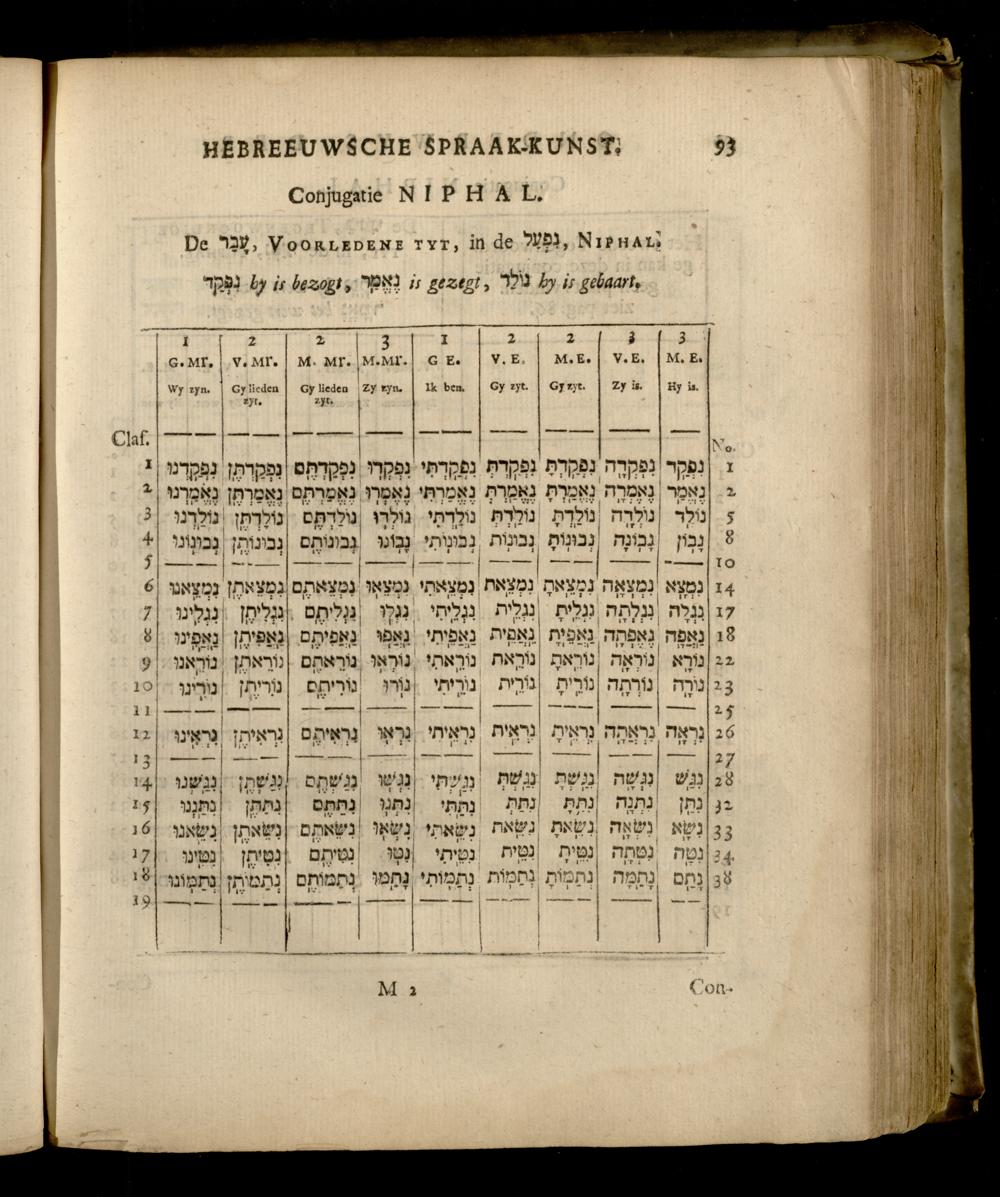 HEBREEUWSCHE SPRAAK-KUNST. 93
Conjugatie NIPHAL.
De עָבַר, VOORLEDENE TYT, in de נִפְעַל, NIPHAL.
נִפְקַד hy is bezogt, נֶאֱמַר is gezegt, נוֹלַד hy is gebaart.
1 2 2 3 1 2 2 3 3
G. Mr. V. Mr. M. Mr. M. Mr. G E. V. E. M. E. V. E. M. E.
Wy zyn. Gy lieden zyt. Gy lieden zyt. Zy zyn. Ik ben. Gy zyt. Gy zyt. Zy is. Hy is.
Clas. No.
1 נִפְקַדְנוּ נִפְקַדְתֶּן נִפְקַדְתֶּם נִפְקְדוּ נִפְקַדְתִּי נִפְקַדְתְּ נִפְקַדְתָּ נִפְקְדָה נִפְקַד 1
2 נֶאֱמַרְנוּ נֶאֱמַרְתֶּן נֶאֱמַרְתֶּם נֶאֶמְרוּ נֶאֱמַרְתִּי נֶאֱמַרְתְּ נֶאֱמַרְתָּ נֶאֶמְרָה נֶאֱמַר 2
3 נוֹלַדְנוּ נוֹלַדְתֶּן נוֹלַדְתֶּם נוֹלְדוּ נוֹלַדְתִּי נוֹלַדְתְּ נוֹלַדְתָּ נוֹלְדָה נוֹלַד 5
4 נְבוּנוֹנוּ נְבוּנוֹתֶן נְבוּנוֹתֶם נָבוֹנוּ נְבוּנוֹתִי נְבוּנוֹת נְבוּנוֹתָ נָבוֹנָה נָבוֹן 8
5 — — — — — — — — — 10
6 נִמְצֵאנוּ נִמְצֵאתֶן נִמְצֵאתֶם נִמְצְאוּ נִמְצֵאתִי נִמְצֵאת נִמְצֵאתָ נִמְצְאָה נִמְצָא 14
7 נִגְלִינוּ נִגְלִיתֶן נִגְלִיתֶם נִגְלוּ נִגְלֵיתִי נִגְלֵית נִגְלֵיתָ נִגְלְתָה נִגְלָה 17
8 נַאֲפִינוּ נַאֲפִיתֶן נַאֲפִיתֶם נַאֲפוּ נַאֲפֵיתִי נַאֲפֵית נַאֲפֵיתָ נֶאֶפְתָה נַאֲפָה 18
9 נוֹרֵאנוּ נוֹרֵאתֶן נוֹרֵאתֶם נוֹרְאוּ נוֹרֵאתִי נוֹרֵאת נוֹרֵאתָ נוֹרְאָה נוֹרָא 22
10 נוֹרִינוּ נוֹרִיתֶן נוֹרִיתֶם נוֹרוּ נוֹרֵיתִי נוֹרֵית נוֹרֵיתָ נוֹרְתָה נוֹרָה 23
11 — — — — — — — — — 25
12 נִרְאִינוּ נִרְאִיתֶן נִרְאִיתֶם נִרְאוּ נִרְאֵיתִי נִרְאֵית נִרְאֵיתָ נִרְאֲתָה נִרְאָה 26
13 — — — — — — — — — 27
14 נִגַּשְׁנוּ נִגַּשְׁתֶּן נִגַּשְׁתֶּם נִגְּשׁוּ נִגַּשְׁתִּי נִגַּשְׁתְּ נִגַּשְׁתָּ נִגְּשָׁה נִגַּשׁ 28
15 נִתַּנְנוּ נִתַּתֶּן נִתַּתֶּם נִתְּנוּ נִתַּתִּי נִתַּתְּ נִתַּתָּ נִתְּנָה נִתַּן 32
16 נִשֵּׂאנוּ נִשֵּׂאתֶן נִשֵּׂאתֶם נִשְּׂאוּ נִשֵּׂאתִי נִשֵּׂאת נִשֵּׂאתָ נִשְּׂאָה נִשָּׂא 33
17 נִטִּינוּ נִטִּיתֶן נִטִּיתֶם נִטּוּ נִטֵּיתִי נִטֵּית נִטֵּיתָ נִטְּתָה נִטָּה 34
18 נְתַמּוֹנוּ נְתַמּוֹתֶן נְתַמּוֹתֶם נָתַמּוּ נְתַמּוֹתִי נְתַמּוֹת נְתַמּוֹתָ נָתַמָּה נָתַם 38
19 — — — — — — — — —
M 2 Con-